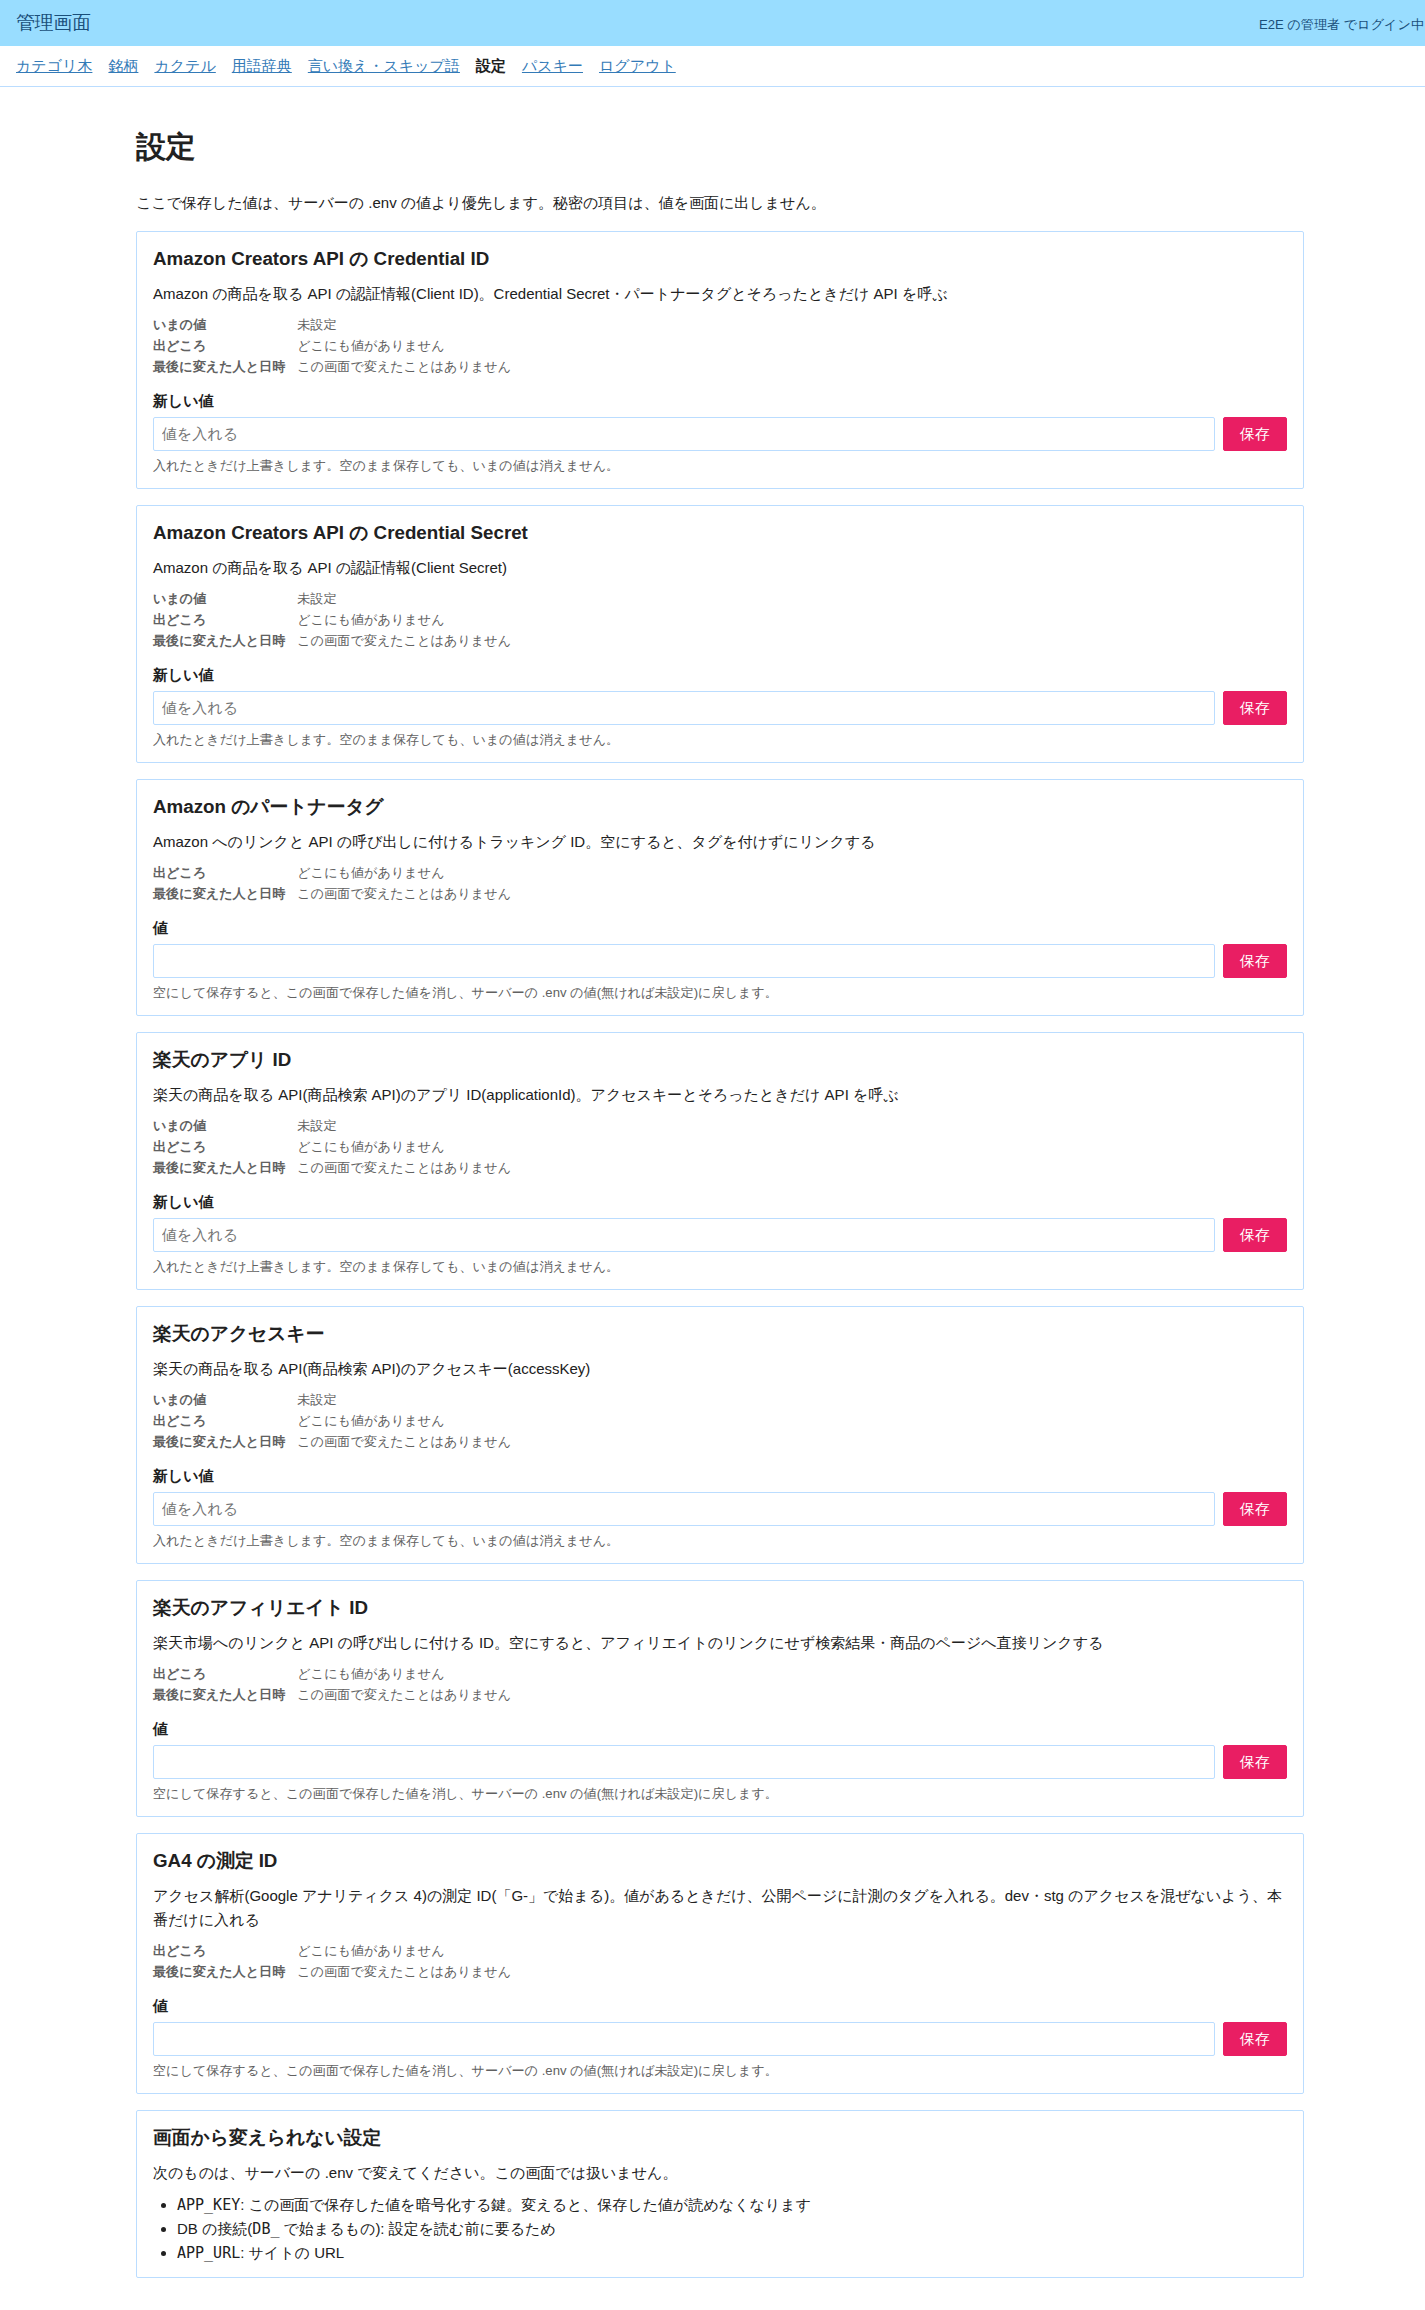 管理画面
E2E の管理者 でログイン中
カテゴリ木 銘柄 カクテル 用語辞典 言い換え・スキップ語 設定 パスキー ログアウト
設定
ここで保存した値は、サーバーの .env の値より優先します。秘密の項目は、値を画面に出しません。
Amazon Creators API の Credential ID
Amazon の商品を取る API の認証情報(Client ID)。Credential Secret・パートナータグとそろったときだけ API を呼ぶ
いまの値 未設定
出どころ どこにも値がありません
最後に変えた人と日時 この画面で変えたことはありません
新しい値
値を入れる 保存
入れたときだけ上書きします。空のまま保存しても、いまの値は消えません。
Amazon Creators API の Credential Secret
Amazon の商品を取る API の認証情報(Client Secret)
いまの値 未設定
出どころ どこにも値がありません
最後に変えた人と日時 この画面で変えたことはありません
新しい値
値を入れる 保存
入れたときだけ上書きします。空のまま保存しても、いまの値は消えません。
Amazon のパートナータグ
Amazon へのリンクと API の呼び出しに付けるトラッキング ID。空にすると、タグを付けずにリンクする
出どころ どこにも値がありません
最後に変えた人と日時 この画面で変えたことはありません
値
保存
空にして保存すると、この画面で保存した値を消し、サーバーの .env の値(無ければ未設定)に戻します。
楽天のアプリ ID
楽天の商品を取る API(商品検索 API)のアプリ ID(applicationId)。アクセスキーとそろったときだけ API を呼ぶ
いまの値 未設定
出どころ どこにも値がありません
最後に変えた人と日時 この画面で変えたことはありません
新しい値
値を入れる 保存
入れたときだけ上書きします。空のまま保存しても、いまの値は消えません。
楽天のアクセスキー
楽天の商品を取る API(商品検索 API)のアクセスキー(accessKey)
いまの値 未設定
出どころ どこにも値がありません
最後に変えた人と日時 この画面で変えたことはありません
新しい値
値を入れる 保存
入れたときだけ上書きします。空のまま保存しても、いまの値は消えません。
楽天のアフィリエイト ID
楽天市場へのリンクと API の呼び出しに付ける ID。空にすると、アフィリエイトのリンクにせず検索結果・商品のページへ直接リンクする
出どころ どこにも値がありません
最後に変えた人と日時 この画面で変えたことはありません
値
保存
空にして保存すると、この画面で保存した値を消し、サーバーの .env の値(無ければ未設定)に戻します。
GA4 の測定 ID
アクセス解析(Google アナリティクス 4)の測定 ID(「G-」で始まる)。値があるときだけ、公開ページに計測のタグを入れる。dev・stg のアクセスを混ぜないよう、本
番だけに入れる
出どころ どこにも値がありません
最後に変えた人と日時 この画面で変えたことはありません
値
保存
空にして保存すると、この画面で保存した値を消し、サーバーの .env の値(無ければ未設定)に戻します。
画面から変えられない設定
次のものは、サーバーの .env で変えてください。この画面では扱いません。
• APP_KEY: この画面で保存した値を暗号化する鍵。変えると、保存した値が読めなくなります
• DB の接続(DB_ で始まるもの): 設定を読む前に要るため
• APP_URL: サイトの URL